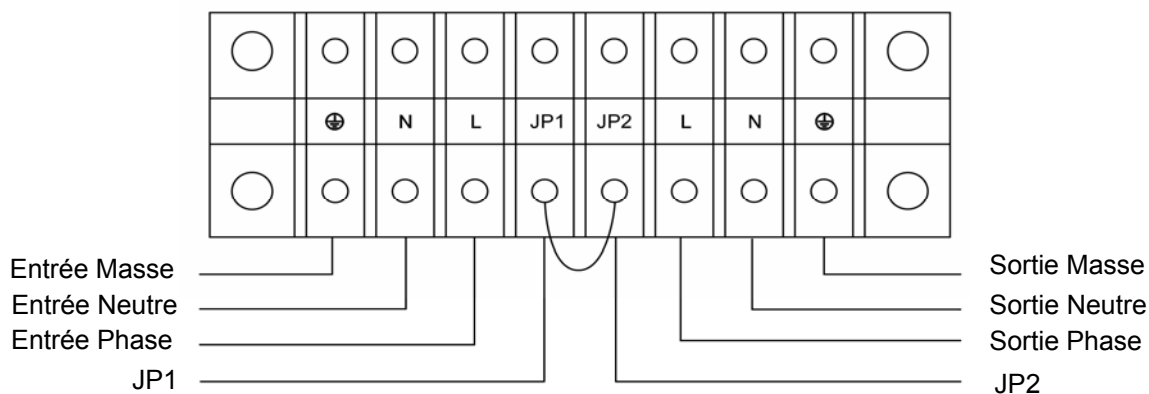 N L JP1 JP2 L N
Entrée Masse
Entrée Neutre
Entrée Phase
JP1
Sortie Masse
Sortie Neutre
Sortie Phase
JP2